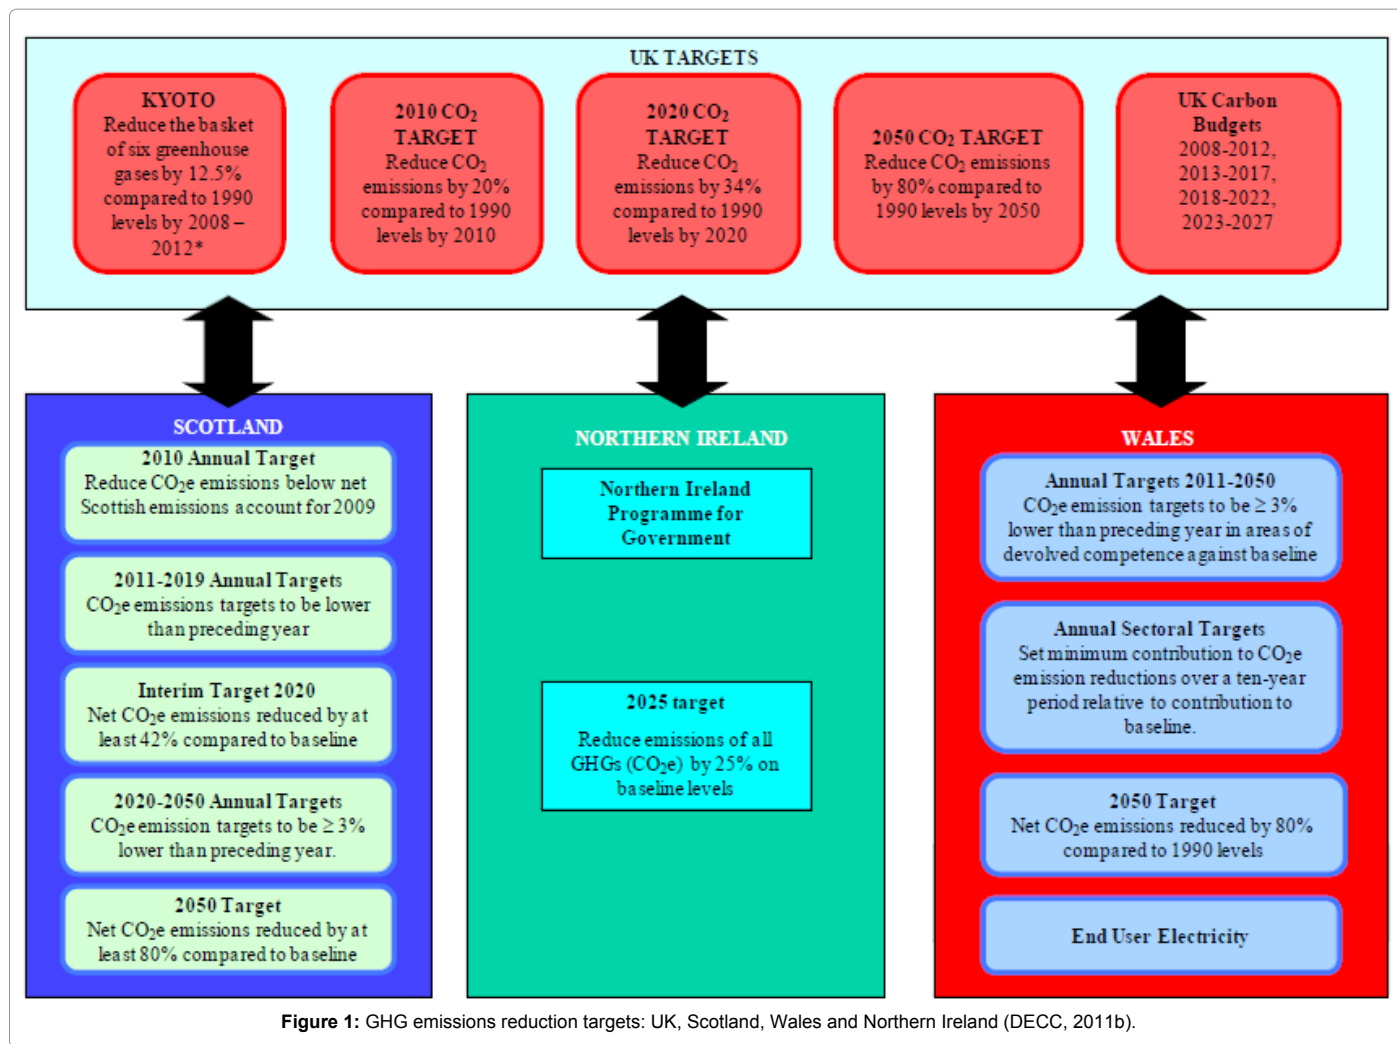 UK TARGETS
KYOTO
Reduce the basket
of six greenhouse
gases by 12.5%
compared to 1990
levels by 2008 –
2012*
2010 CO₂
TARGET
Reduce CO₂
emissions by 20%
compared to 1990
levels by 2010
2020 CO₂
TARGET
Reduce CO₂
emissions by 34%
compared to 1990
levels by 2020
2050 CO₂ TARGET
Reduce CO₂ emissions
by 80% compared to
1990 levels by 2050
UK Carbon
Budgets
2008-2012,
2013-2017,
2018-2022,
2023-2027
SCOTLAND
2010 Annual Target
Reduce CO₂e emissions below net
Scottish emissions account for 2009
2011-2019 Annual Targets
CO₂e emissions targets to be lower
than preceding year
Interim Target 2020
Net CO₂e emissions reduced by at
least 42% compared to baseline
2020-2050 Annual Targets
CO₂e emission targets to be ≥ 3%
lower than preceding year.
2050 Target
Net CO₂e emissions reduced by at
least 80% compared to baseline
NORTHERN IRELAND
Northern Ireland
Programme for
Government
2025 target
Reduce emissions of all
GHGs (CO₂e) by 25% on
baseline levels
WALES
Annual Targets 2011-2050
CO₂e emission targets to be ≥ 3%
lower than preceding year in areas of
devolved competence against baseline
Annual Sectoral Targets
Set minimum contribution to CO₂e
emission reductions over a ten-year
period relative to contribution to
baseline.
2050 Target
Net CO₂e emissions reduced by 80%
compared to 1990 levels
End User Electricity
Figure 1: GHG emissions reduction targets: UK, Scotland, Wales and Northern Ireland (DECC, 2011b).